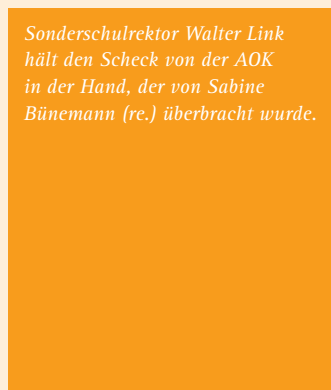 Sonderschulrektor Walter Link
hält den Scheck von der AOK
in der Hand, der von Sabine
Bünemann (re.) überbracht wurde.